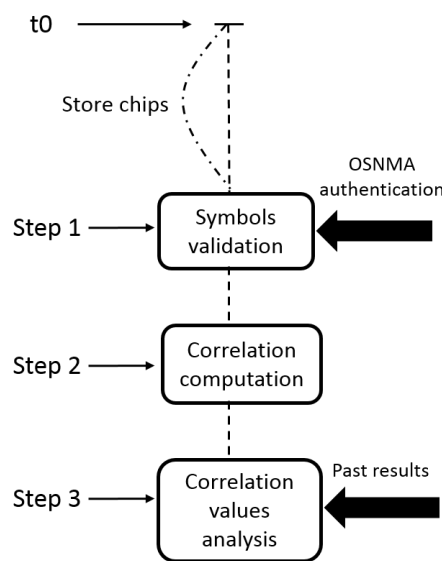 t0
Store chips
OSNMA
authentication
Step 1
Symbols
validation
Step 2
Correlation
computation
Step 3
Correlation
values
analysis
Past results